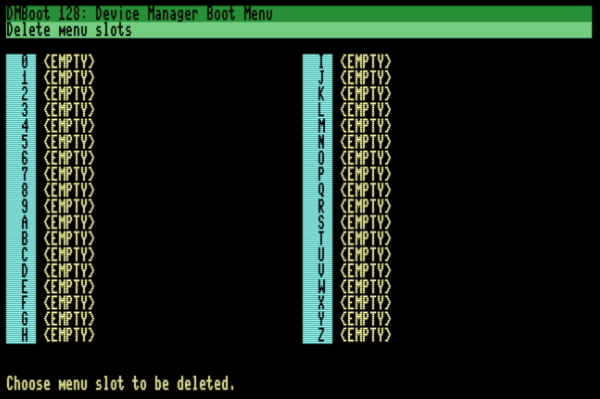 DMBoot 128: Device Manager Boot Menu
Delete menu slots
0 {EMPTY} I {EMPTY}
1 {EMPTY} J {EMPTY}
2 {EMPTY} K {EMPTY}
3 {EMPTY} L {EMPTY}
4 {EMPTY} M {EMPTY}
5 {EMPTY} N {EMPTY}
6 {EMPTY} O {EMPTY}
7 {EMPTY} P {EMPTY}
8 {EMPTY} Q {EMPTY}
9 {EMPTY} R {EMPTY}
A {EMPTY} S {EMPTY}
B {EMPTY} T {EMPTY}
C {EMPTY} U {EMPTY}
D {EMPTY} V {EMPTY}
E {EMPTY} W {EMPTY}
F {EMPTY} X {EMPTY}
G {EMPTY} Y {EMPTY}
H {EMPTY} Z {EMPTY}
Choose menu slot to be deleted.